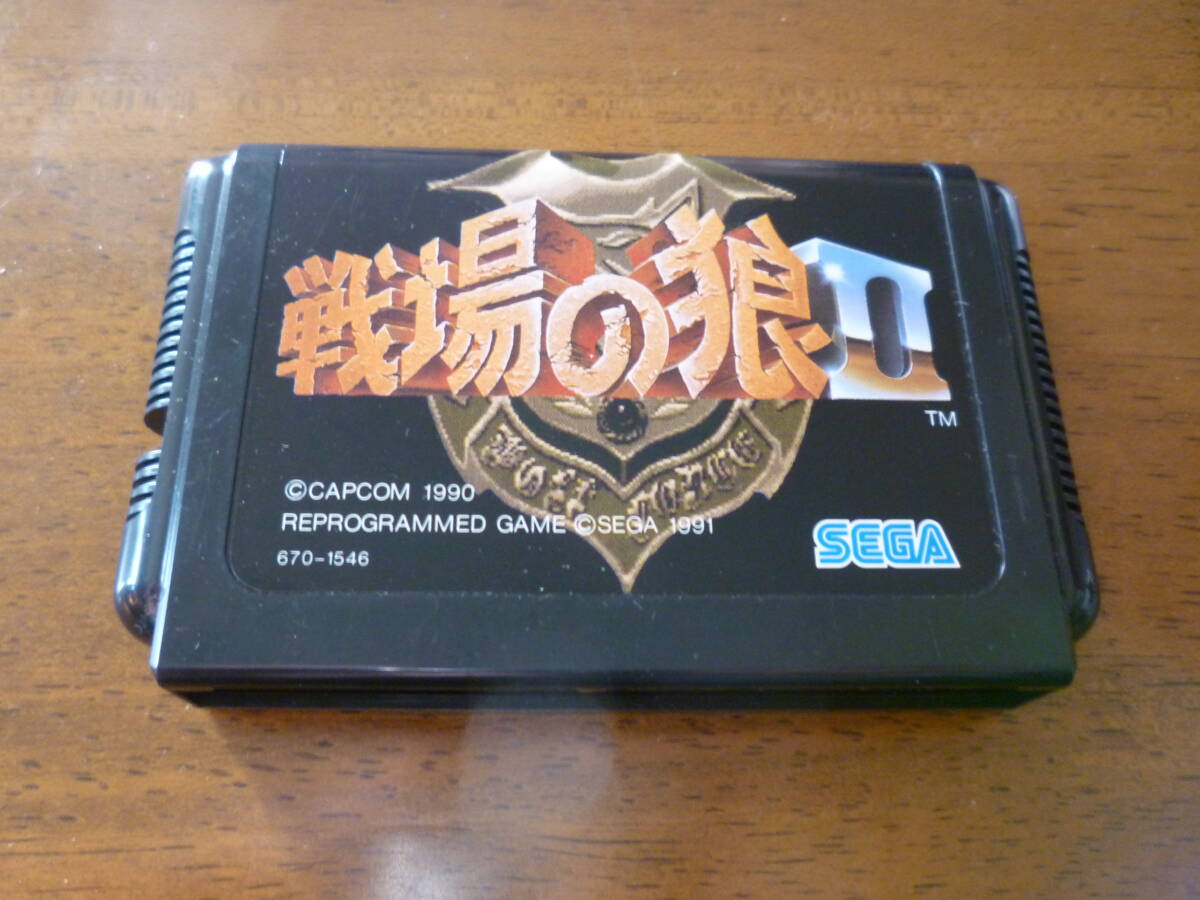 戦場の狼II
TM
©CAPCOM 1990
REPROGRAMMED GAME ©SEGA 1991
670-1546
SEGA